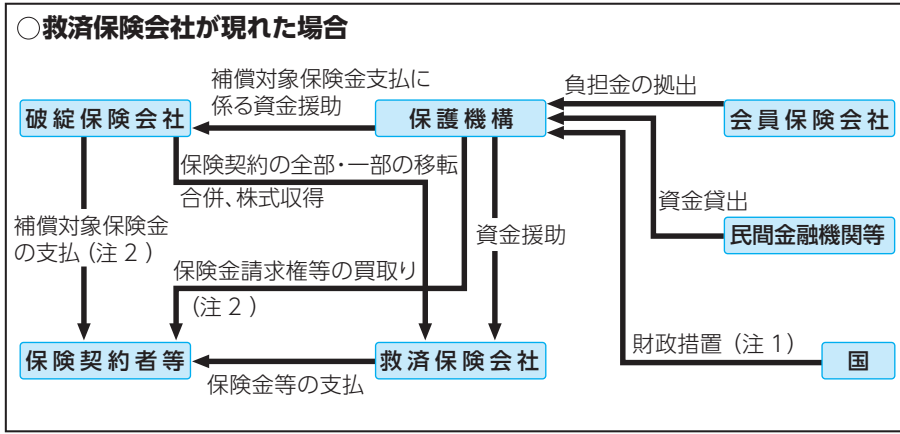 ○救済保険会社が現れた場合
補償対象保険金支払に
係る資金援助
負担金の拠出
破綻保険会社
保護機構
会員保険会社
保険契約の全部・一部の移転
合併、株式取得
資金貸出
補償対象保険金
の支払（注２）
資金援助
民間金融機関等
保険金請求権等の買取り
（注２）
財政措置（注１）
保険契約者等
救済保険会社
国
保険金等の支払